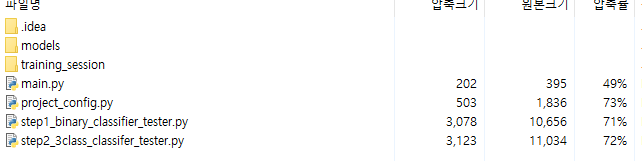 파일명 압축크기 원본크기 압축률
.idea
models
training_session
main.py 202 395 49%
project_config.py 503 1,836 73%
step1_binary_classifier_tester.py 3,078 10,656 71%
step2_3class_classifer_tester.py 3,123 11,034 72%